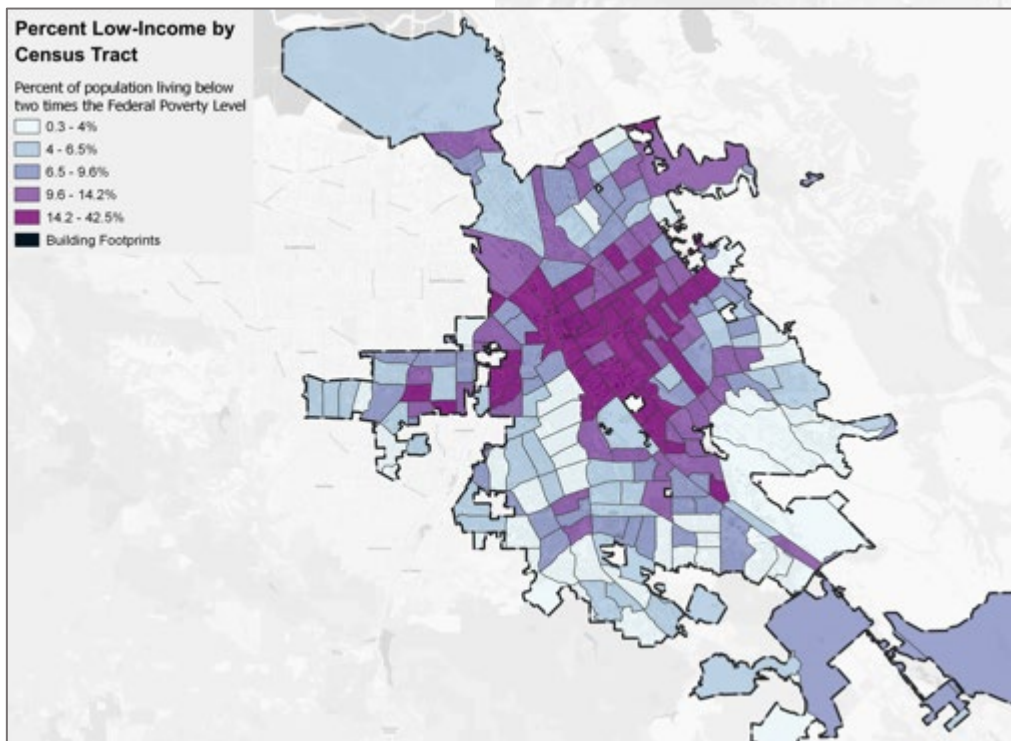 Percent Low-Income by
Census Tract
Percent of population living below
two times the Federal Poverty Level
0.3 - 4%
4 - 6.5%
6.5 - 9.6%
9.6 - 14.2%
14.2 - 42.5%
Building Footprints